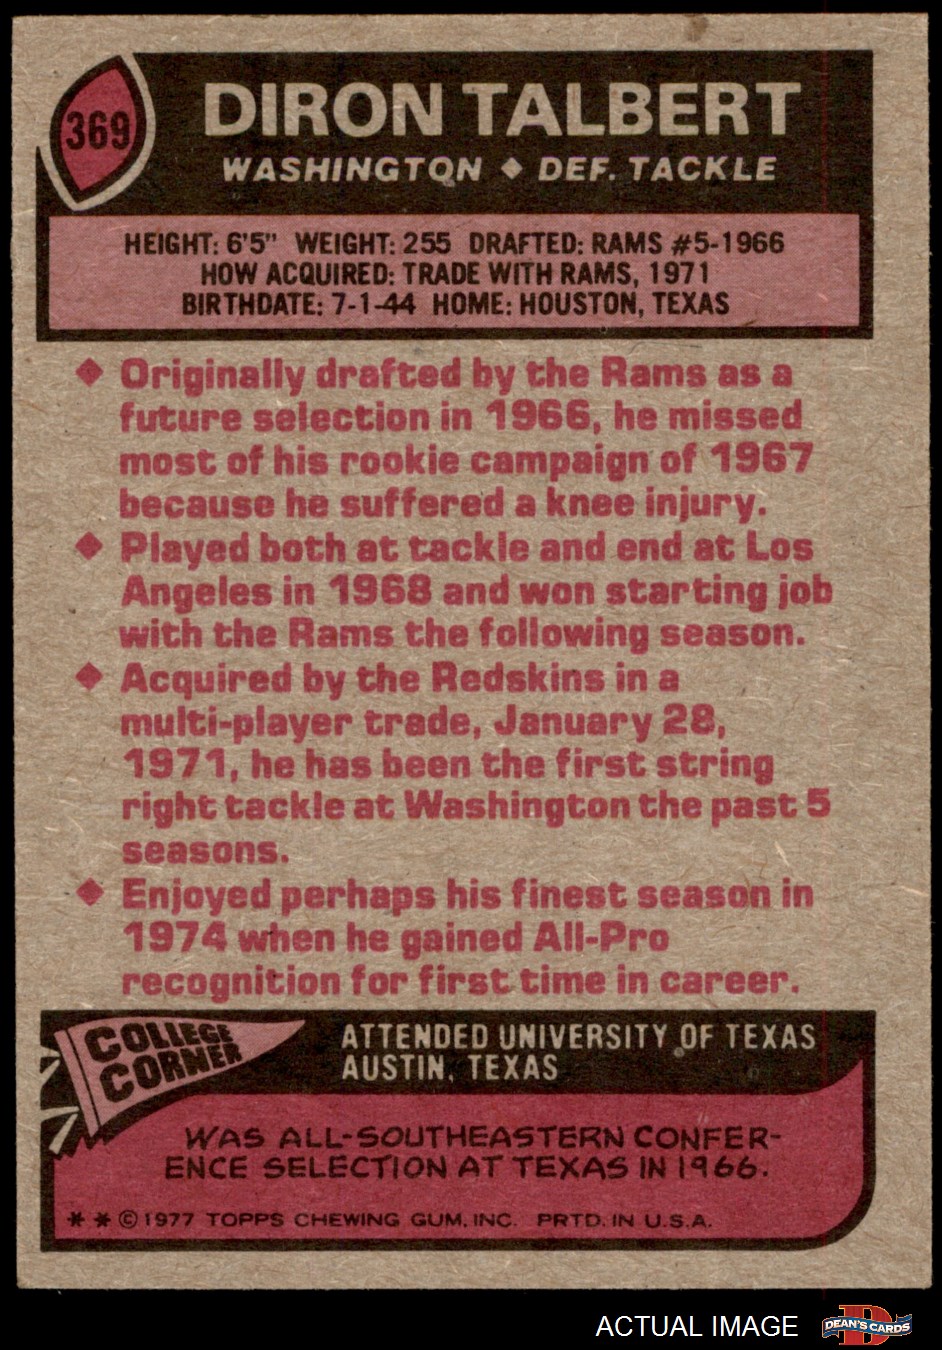 369
DIRON TALBERT
WASHINGTON ◆ DEF. TACKLE
HEIGHT: 6'5" WEIGHT: 255 DRAFTED: RAMS #5-1966
HOW ACQUIRED: TRADE WITH RAMS, 1971
BIRTHDATE: 7-1-44 HOME: HOUSTON, TEXAS
◆ Originally drafted by the Rams as a
future selection in 1966, he missed
most of his rookie campaign of 1967
because he suffered a knee injury.
◆ Played both at tackle and end at Los
Angeles in 1968 and won starting job
with the Rams the following season.
◆ Acquired by the Redskins in a
multi-player trade, January 28,
1971, he has been the first string
right tackle at Washington the past 5
seasons.
◆ Enjoyed perhaps his finest season in
1974 when he gained All-Pro
recognition for first time in career.
COLLEGE
CORNER
ATTENDED UNIVERSITY OF TEXAS
AUSTIN, TEXAS
WAS ALL-SOUTHEASTERN CONFER-
ENCE SELECTION AT TEXAS IN 1966.
* * © 1977 TOPPS CHEWING GUM, INC. PRTD. IN U.S.A.
ACTUAL IMAGE
D
DEAN'S CARDS